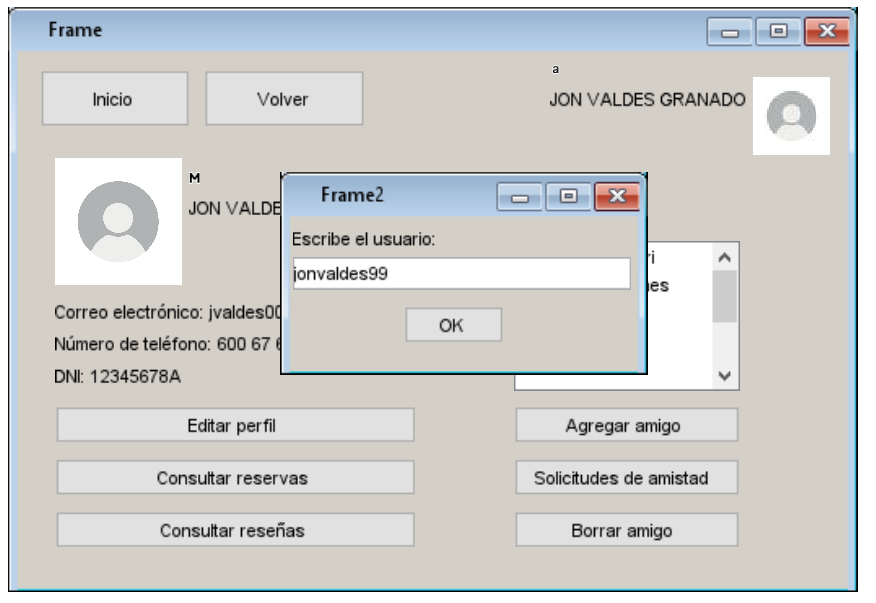 Frame
Inicio
Volver
a
JON VALDES GRANADO
M
JON VALDE
Frame2
Escribe el usuario:
jonvaldes99
OK
Correo electrónico: jvaldes00
Número de teléfono: 600 67 6
DNI: 12345678A
Editar perfil
Agregar amigo
Consultar reservas
Solicitudes de amistad
Consultar reseñas
Borrar amigo